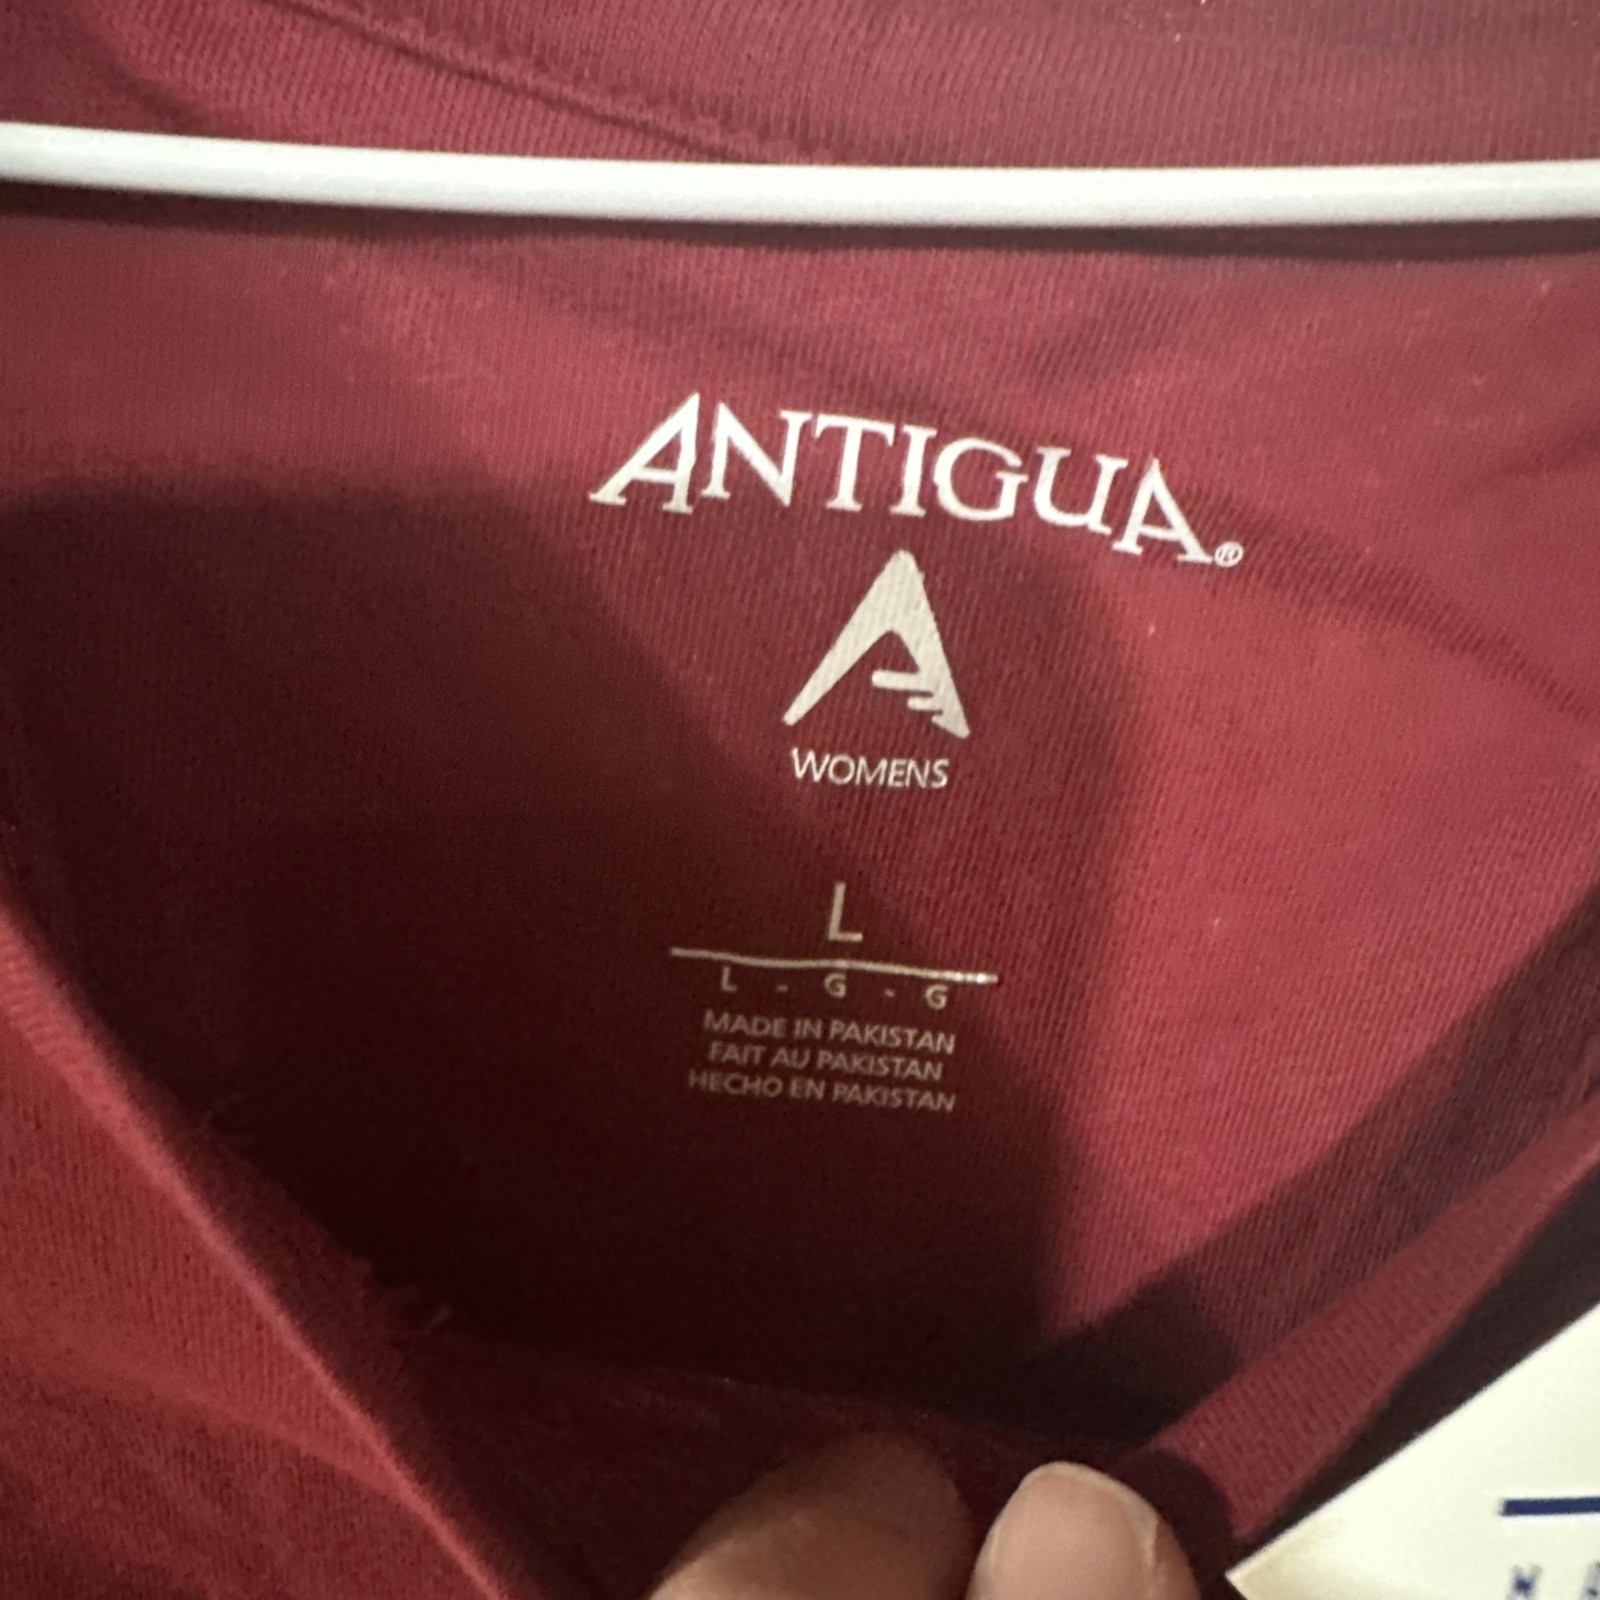 ANTIGUA®
WOMENS
L
L - G - G
MADE IN PAKISTAN
FAIT AU PAKISTAN
HECHO EN PAKISTAN